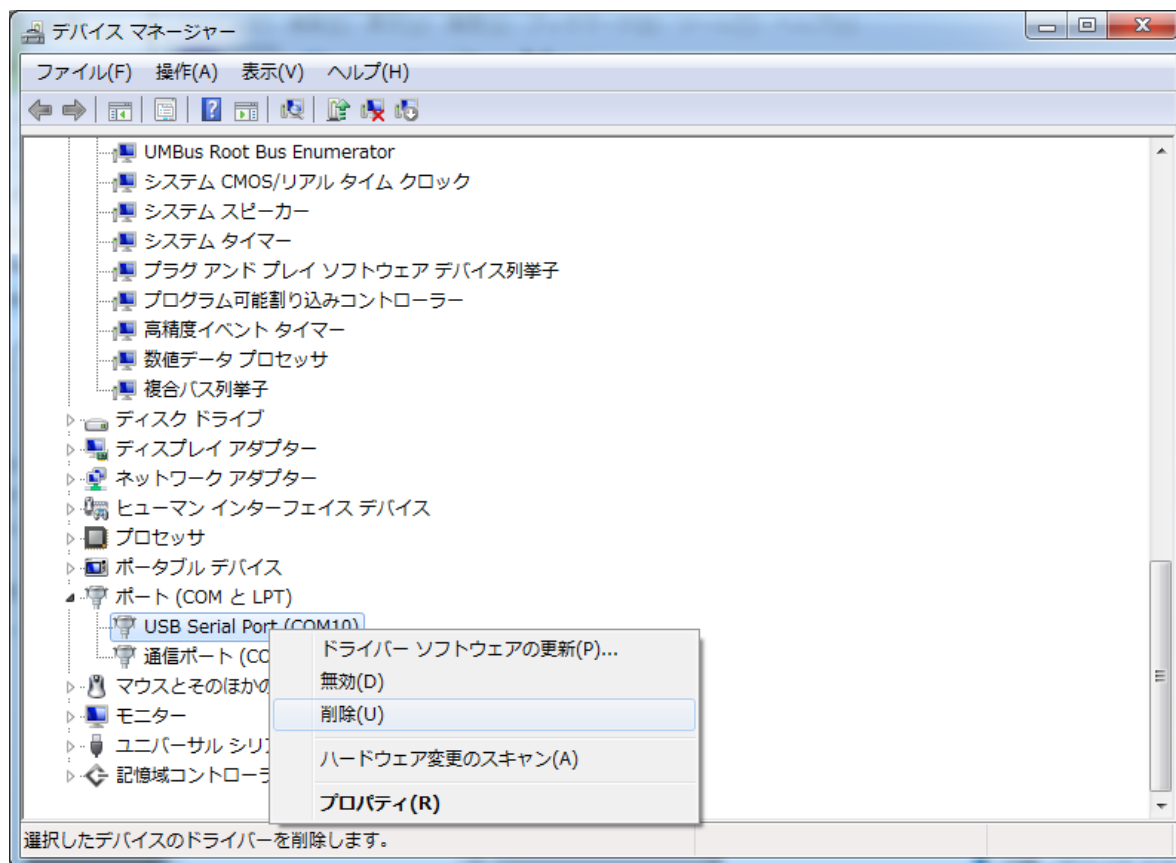 デバイス マネージャー
ファイル(F) 操作(A) 表示(V) ヘルプ(H)
UMBus Root Bus Enumerator
システム CMOS/リアル タイム クロック
システム スピーカー
システム タイマー
プラグ アンド プレイ ソフトウェア デバイス列挙子
プログラム可能割り込みコントローラー
高精度イベント タイマー
数値データ プロセッサ
複合バス列挙子
ディスク ドライブ
ディスプレイ アダプター
ネットワーク アダプター
ヒューマン インターフェイス デバイス
プロセッサ
ポータブル デバイス
ポート (COM と LPT)
USB Serial Port (COM10)
通信ポート (CO
マウスとそのほかの
モニター
ユニバーサル シリ
記憶域コントローラ
ドライバー ソフトウェアの更新(P)...
無効(D)
削除(U)
ハードウェア変更のスキャン(A)
プロパティ(R)
選択したデバイスのドライバーを削除します。